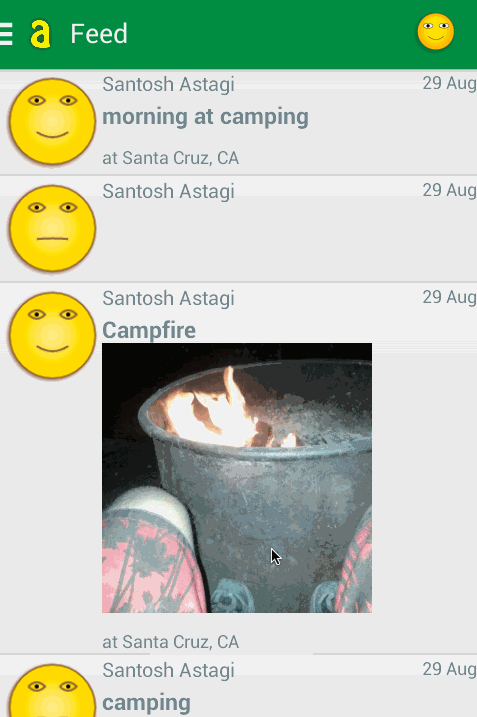 a Feed
Santosh Astagi 29 Aug
morning at camping
at Santa Cruz, CA
Santosh Astagi 29 Aug
Santosh Astagi 29 Aug
Campfire
at Santa Cruz, CA
Santosh Astagi 29 Aug
camping